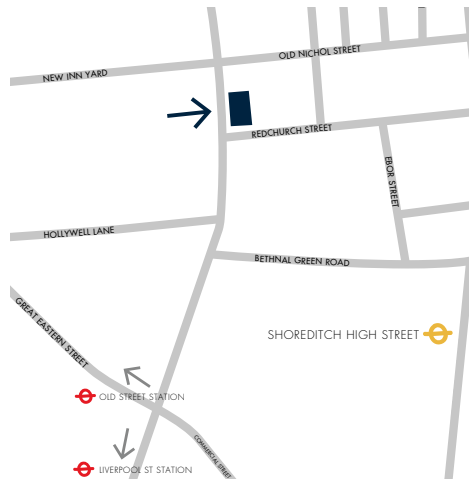 OLD NICHOL STREET
NEW INN YARD
REDCHURCH STREET
EBOR STREET
HOLLYWELL LANE
BETHNAL GREEN ROAD
GREAT EASTERN STREET
SHOREDITCH HIGH STREET
OLD STREET STATION
COMMERCIAL STREET
LIVERPOOL ST STATION